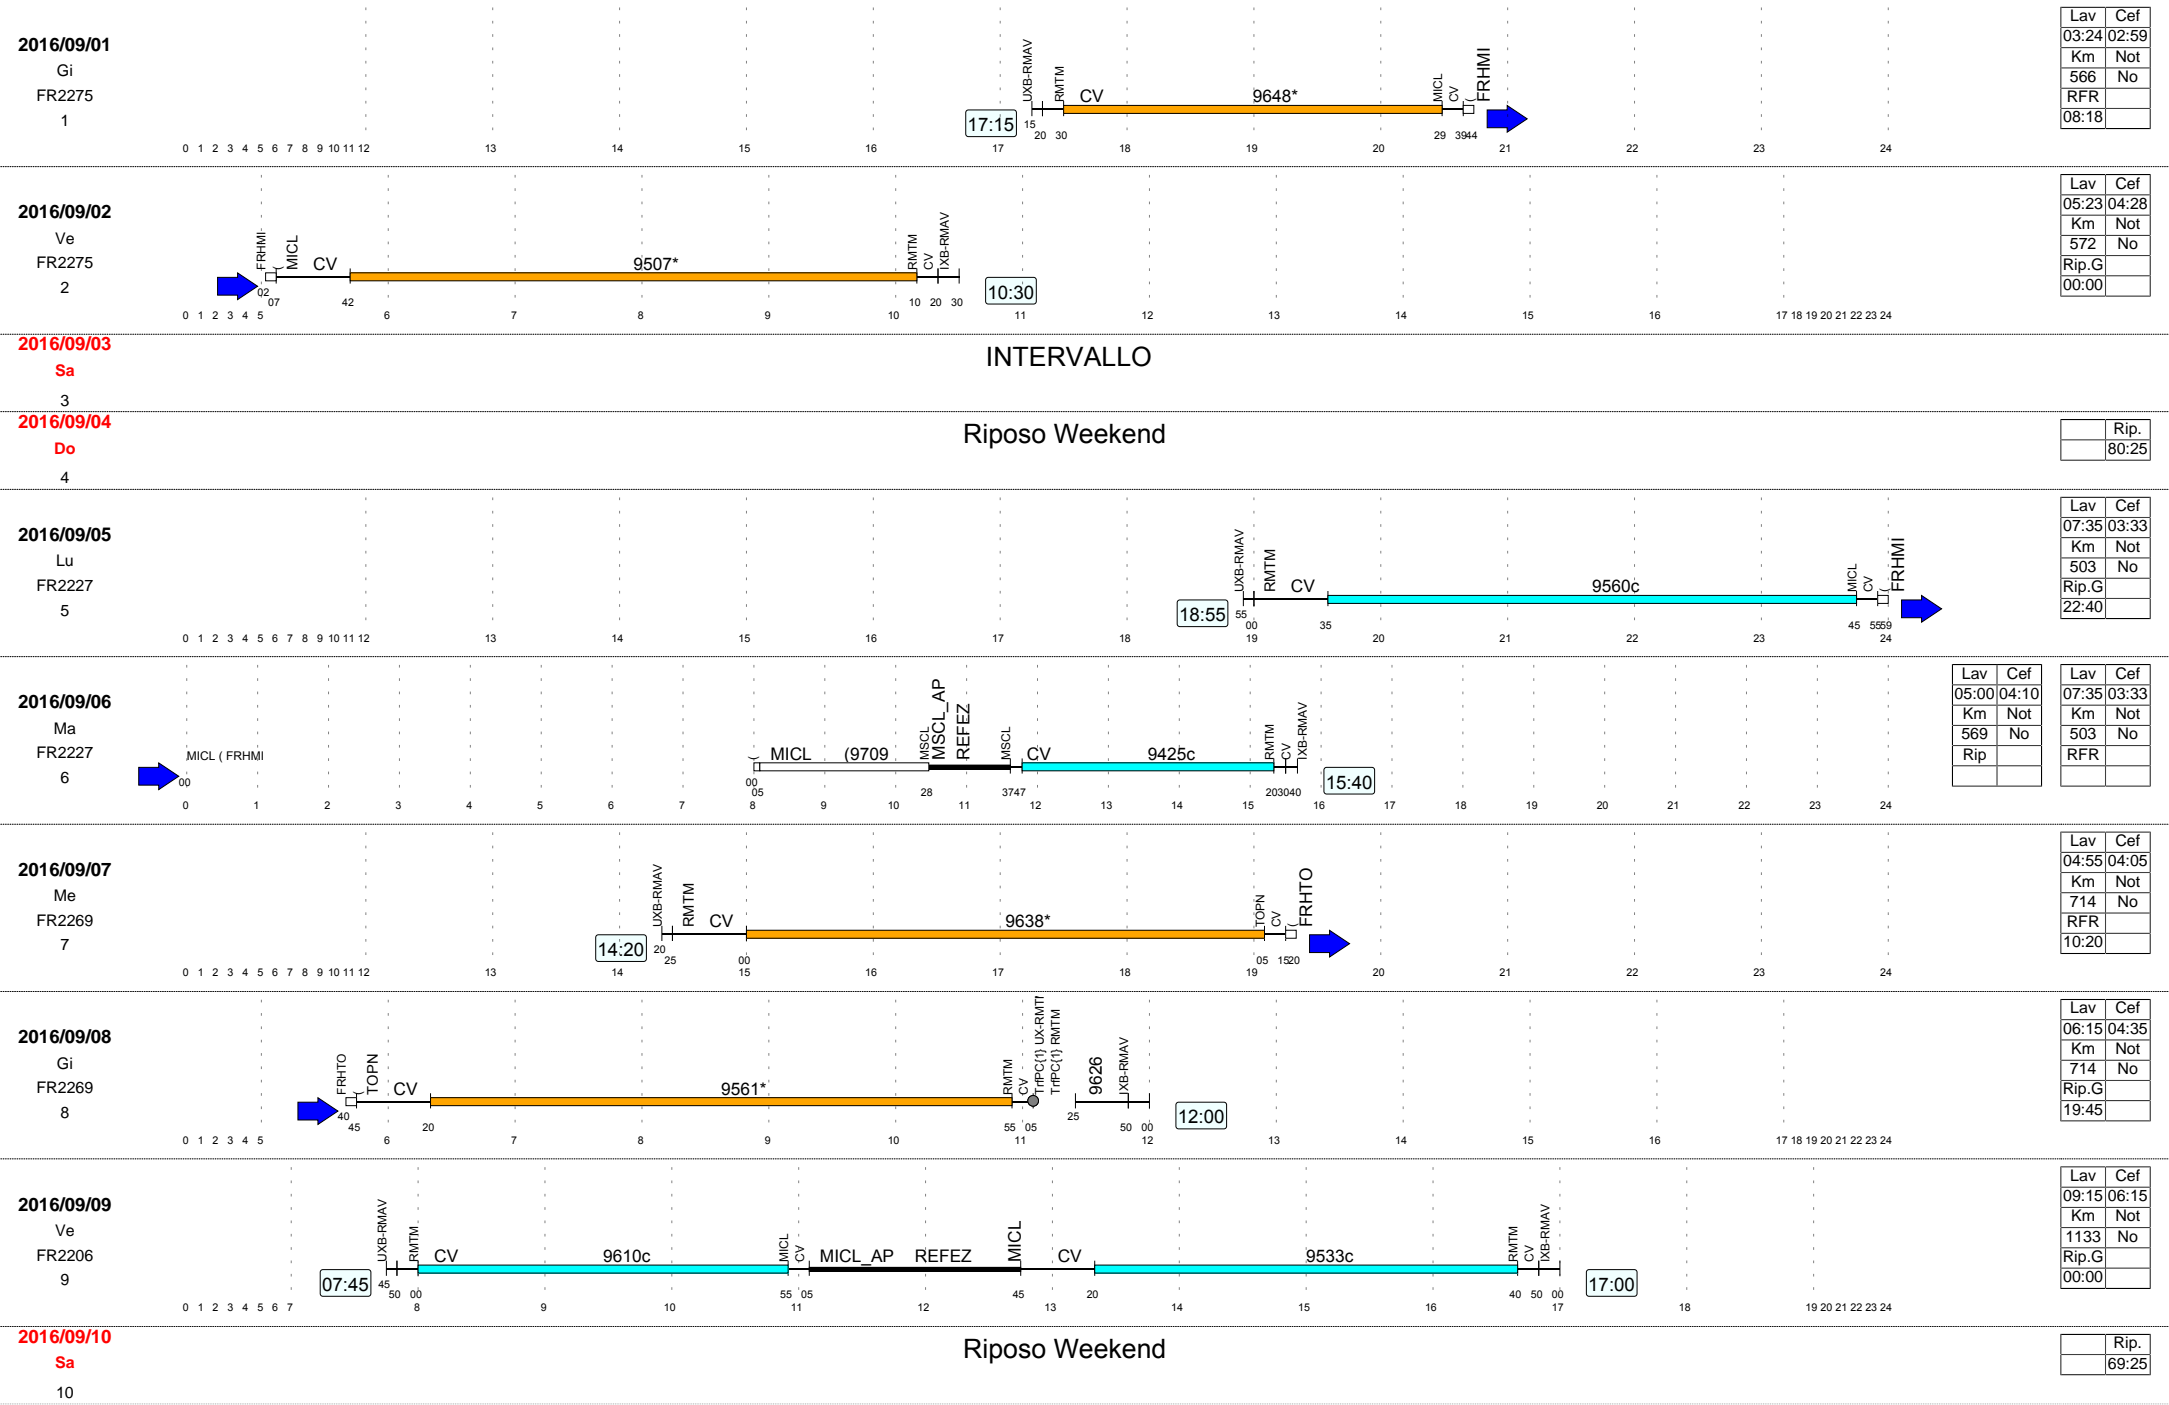 2016/09/01
Gi
FR2275
1
17:15
UXB-RMAV RMTM CV 9648* MICL CV ( FRHMI
15 20 30 29 39 44
0 1 2 3 4 5 6 7 8 9 10 11 12 13 14 15 16 17 18 19 20 21 22 23 24
Lav Cef
03:24 02:59
Km Not
566 No
RFR
08:18
2016/09/02
Ve
FR2275
2
FRHMI ( MICL CV 9507* RMTM CV IXB-RMAV
02 07 42 10 20 30
10:30
0 1 2 3 4 5 6 7 8 9 10 11 12 13 14 15 16 17 18 19 20 21 22 23 24
Lav Cef
05:23 04:28
Km Not
572 No
Rip.G
00:00
2016/09/03
Sa
3
INTERVALLO
2016/09/04
Do
4
Riposo Weekend
Rip.
80:25
2016/09/05
Lu
FR2227
5
18:55
UXB-RMAV RMTM CV 9560c MICL CV ( FRHMI
55 00 35 45 55 59
0 1 2 3 4 5 6 7 8 9 10 11 12 13 14 15 16 17 18 19 20 21 22 23 24
Lav Cef
07:35 03:33
Km Not
503 No
Rip.G
22:40
2016/09/06
Ma
FR2227
6
MICL ( FRHMI
00
( MICL (9709 MSCL MSCL_AP REFEZ MSCL CV 9425c RMTM CV IXB-RMAV
00 05 28 37 47 20 30 40
15:40
0 1 2 3 4 5 6 7 8 9 10 11 12 13 14 15 16 17 18 19 20 21 22 23 24
Lav Cef
05:00 04:10
Km Not
569 No
Rip
Lav Cef
07:35 03:33
Km Not
503 No
RFR
2016/09/07
Me
FR2269
7
14:20
UXB-RMAV RMTM CV 9638* TOPN CV ( FRHTO
20 25 00 05 15 20
0 1 2 3 4 5 6 7 8 9 10 11 12 13 14 15 16 17 18 19 20 21 22 23 24
Lav Cef
04:55 04:05
Km Not
714 No
RFR
10:20
2016/09/08
Gi
FR2269
8
FRHTO ( TOPN CV 9561* RMTM CV TrfPC{1} UX-RMTM TrfPC{1} RMTM 9626 IXB-RMAV
40 45 20 55 05 25 50 00
12:00
0 1 2 3 4 5 6 7 8 9 10 11 12 13 14 15 16 17 18 19 20 21 22 23 24
Lav Cef
06:15 04:35
Km Not
714 No
Rip.G
19:45
2016/09/09
Ve
FR2206
9
07:45
UXB-RMAV RMTM CV 9610c MICL CV MICL_AP REFEZ MICL CV 9533c RMTM CV IXB-RMAV
45 50 00 55 05 45 20 40 50 00
17:00
0 1 2 3 4 5 6 7 8 9 10 11 12 13 14 15 16 17 18 19 20 21 22 23 24
Lav Cef
09:15 06:15
Km Not
1133 No
Rip.G
00:00
2016/09/10
Sa
10
Riposo Weekend
Rip.
69:25